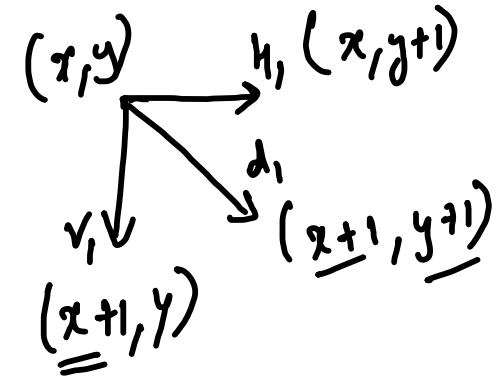 (x,y)
h, (x,y+1)
d,
(x+1,y+1)
v,
(x+1,y)